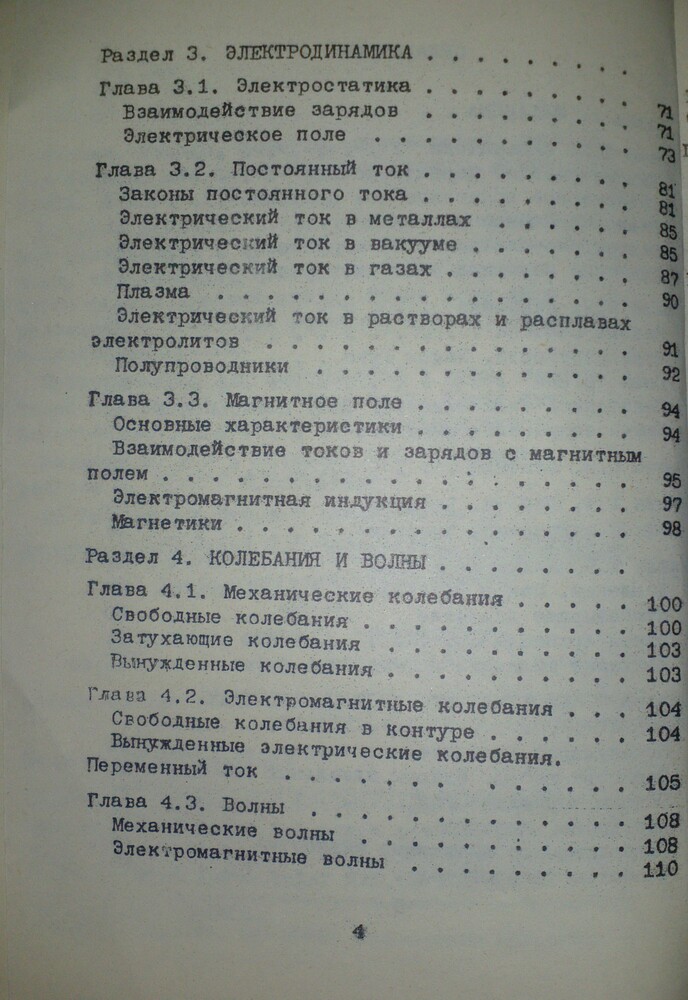 Раздел 3. ЭЛЕКТРОДИНАМИКА . . . . . . . . .
Глава 3.1. Электростатика . . . . . . . . . 71
Взаимодействие зарядов . . . . . . . . . 71
Электрическое поле . . . . . . . . . . . 73
Глава 3.2. Постоянный ток . . . . . . . . . 81
Законы постоянного тока . . . . . . . . . 81
Электрический ток в металлах . . . . . . . 85
Электрический ток в вакууме . . . . . . . 85
Электрический ток в газах . . . . . . . . 87
Плазма . . . . . . . . . . . . . . . . 90
Электрический ток в растворах и расплавах
электролитов . . . . . . . . . . . . . . 91
Полупроводники . . . . . . . . . . . . . 92
Глава 3.3. Магнитное поле . . . . . . . . . 94
Основные характеристики . . . . . . . . . 94
Взаимодействие токов и зарядов с магнитным
полем . . . . . . . . . . . . . . . . . 95
Электромагнитная индукция . . . . . . . . 97
Магнетики . . . . . . . . . . . . . . . 98
Раздел 4. КОЛЕБАНИЯ И ВОЛНЫ . . . . . . . .
Глава 4.1. Механические колебания . . . . . 100
Свободные колебания . . . . . . . . . . . 100
Затухающие колебания . . . . . . . . . . 103
Вынужденные колебания . . . . . . . . . . 103
Глава 4.2. Электромагнитные колебания . . . 104
Свободные колебания в контуре . . . . . . 104
Вынужденные электрические колебания.
Переменный ток . . . . . . . . . . . . . 105
Глава 4.3. Волны . . . . . . . . . . . . . 108
Механические волны . . . . . . . . . . . 108
Электромагнитные волны . . . . . . . . . 110
4